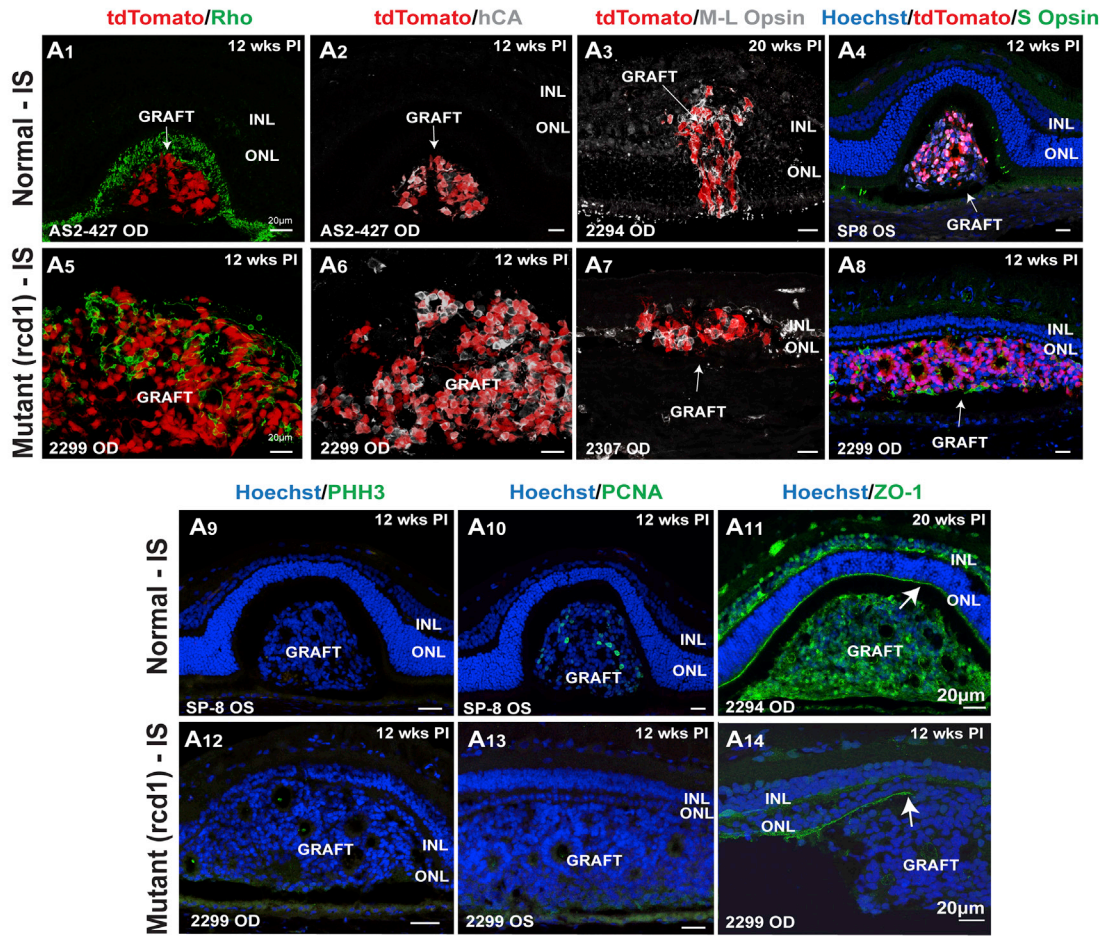 tdTomato/Rho
tdTomato/hCA
tdTomato/M-L Opsin
Hoechst/tdTomato/S Opsin
Normal - IS
A1
12 wks PI
GRAFT
INL
ONL
20μm
AS2-427 OD
A2
12 wks PI
GRAFT
INL
ONL
AS2-427 OD
A3
20 wks PI
GRAFT
INL
ONL
2294 OD
A4
12 wks PI
INL
ONL
GRAFT
SP8 OS
Mutant (rcd1) - IS
A5
12 wks PI
GRAFT
20μm
2299 OD
A6
12 wks PI
GRAFT
2299 OD
A7
12 wks PI
INL
ONL
GRAFT
2307 OD
A8
12 wks PI
INL
ONL
GRAFT
2299 OD
Hoechst/PHH3
Hoechst/PCNA
Hoechst/ZO-1
Normal - IS
A9
12 wks PI
INL
GRAFT
ONL
SP-8 OS
A10
12 wks PI
INL
GRAFT
ONL
SP-8 OS
A11
20 wks PI
INL
ONL
GRAFT
20μm
2294 OD
Mutant (rcd1) - IS
A12
12 wks PI
GRAFT
INL
ONL
2299 OD
A13
12 wks PI
INL
ONL
GRAFT
2299 OS
A14
12 wks PI
INL
ONL
GRAFT
20μm
2299 OD